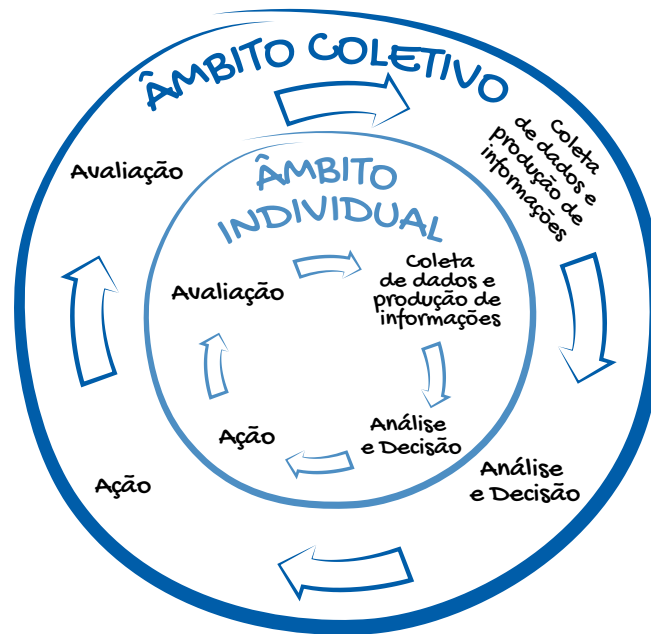 ÂMBITO COLETIVO
Avaliação
Coleta
de dados e
produção de
informações
Análise
e Decisão
Ação
ÂMBITO
INDIVIDUAL
Avaliação
Coleta
de dados e
produção de
informações
Análise
e Decisão
Ação